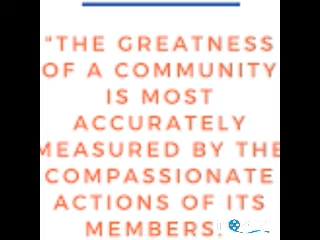 "THE GREATNESS
OF A COMMUNITY
IS MOST
ACCURATELY
MEASURED BY THE
COMPASSIONATE
ACTIONS OF ITS
MEMBERS.